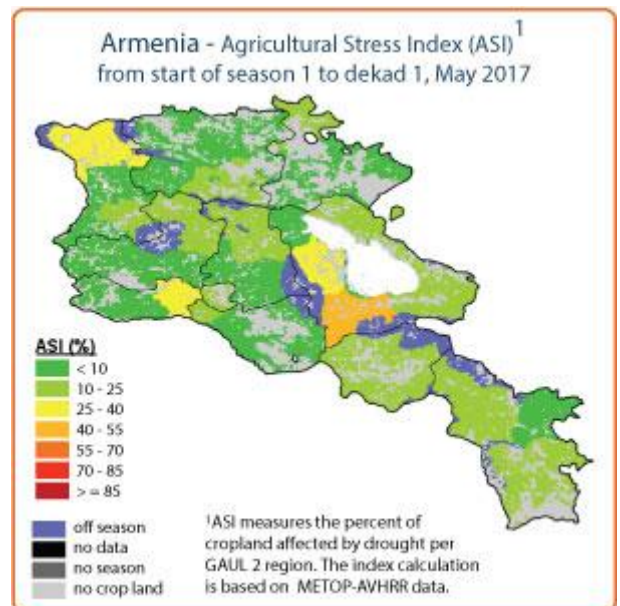 Armenia - Agricultural Stress Index (ASI)1
from start of season 1 to dekad 1, May 2017
ASI (%)
< 10
10 - 25
25 - 40
40 - 55
55 - 70
70 - 85
> = 85
off season
no data
no season
no crop land
1ASI measures the percent of
cropland affected by drought per
GAUL 2 region. The index calculation
is based on METOP-AVHRR data.